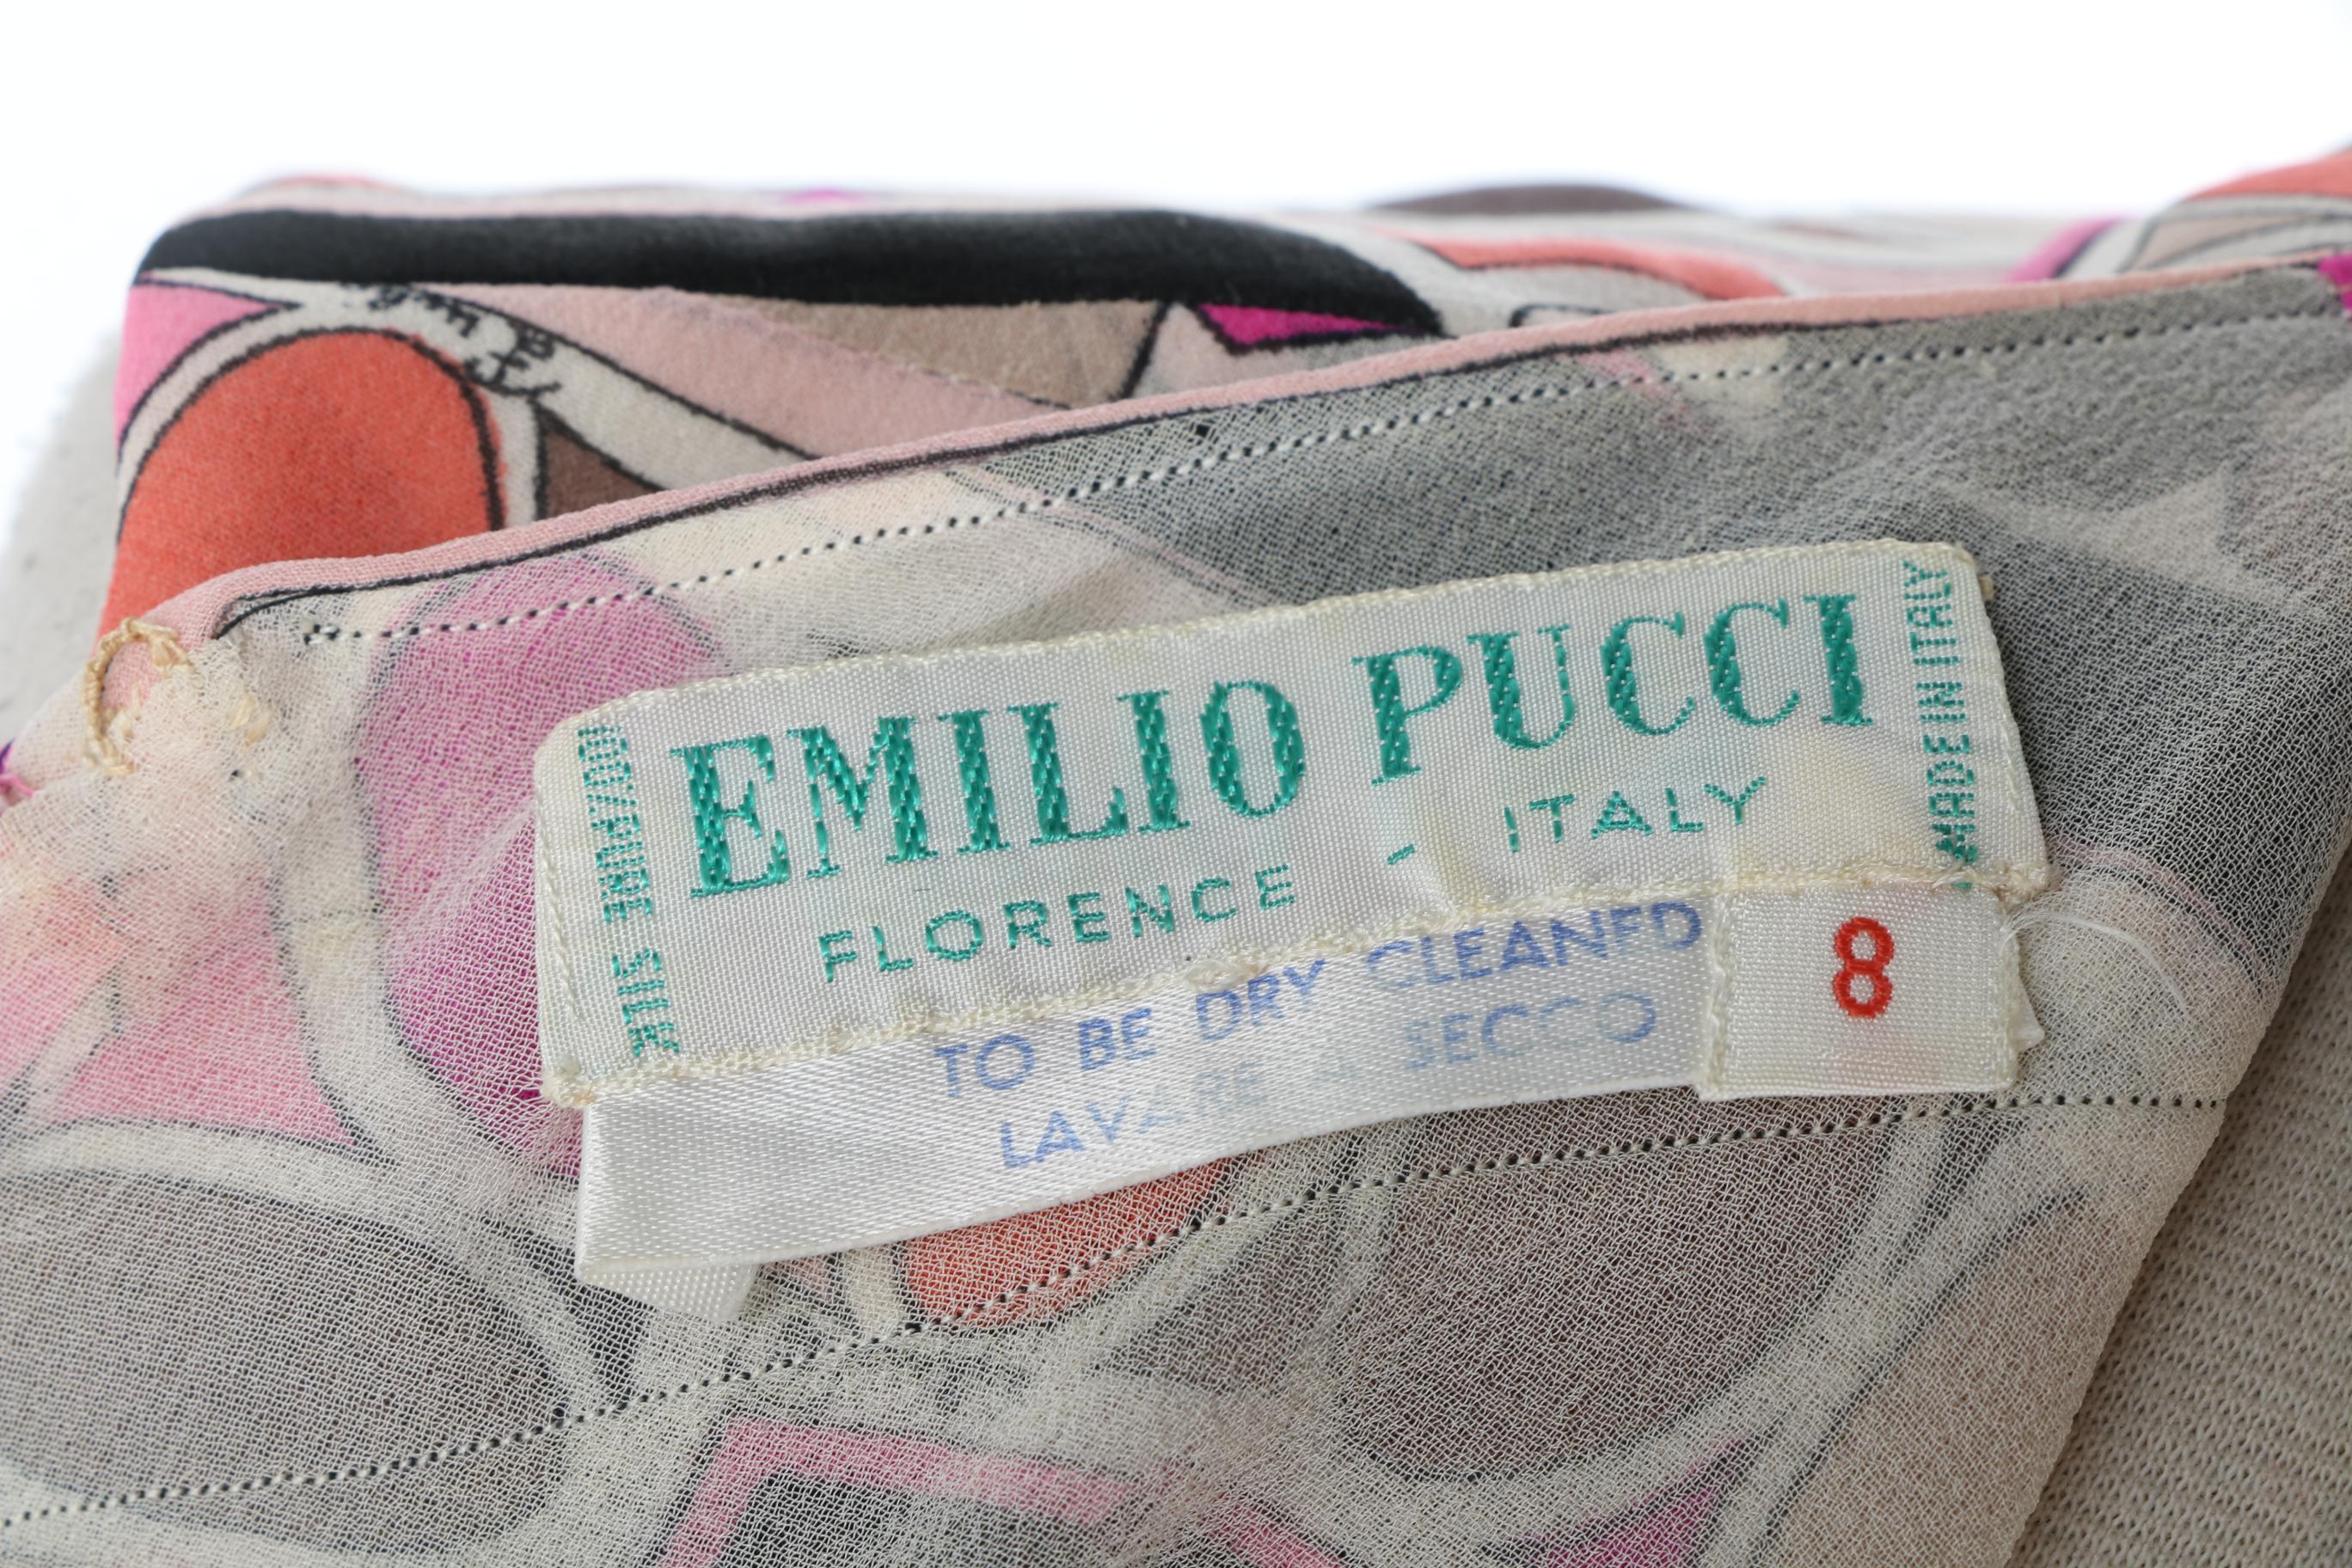 100% PURE SILK
EMILIO PUCCI
FLORENCE - ITALY
MADE IN ITALY
TO BE DRY CLEANED
LAVARE A SECCO
8